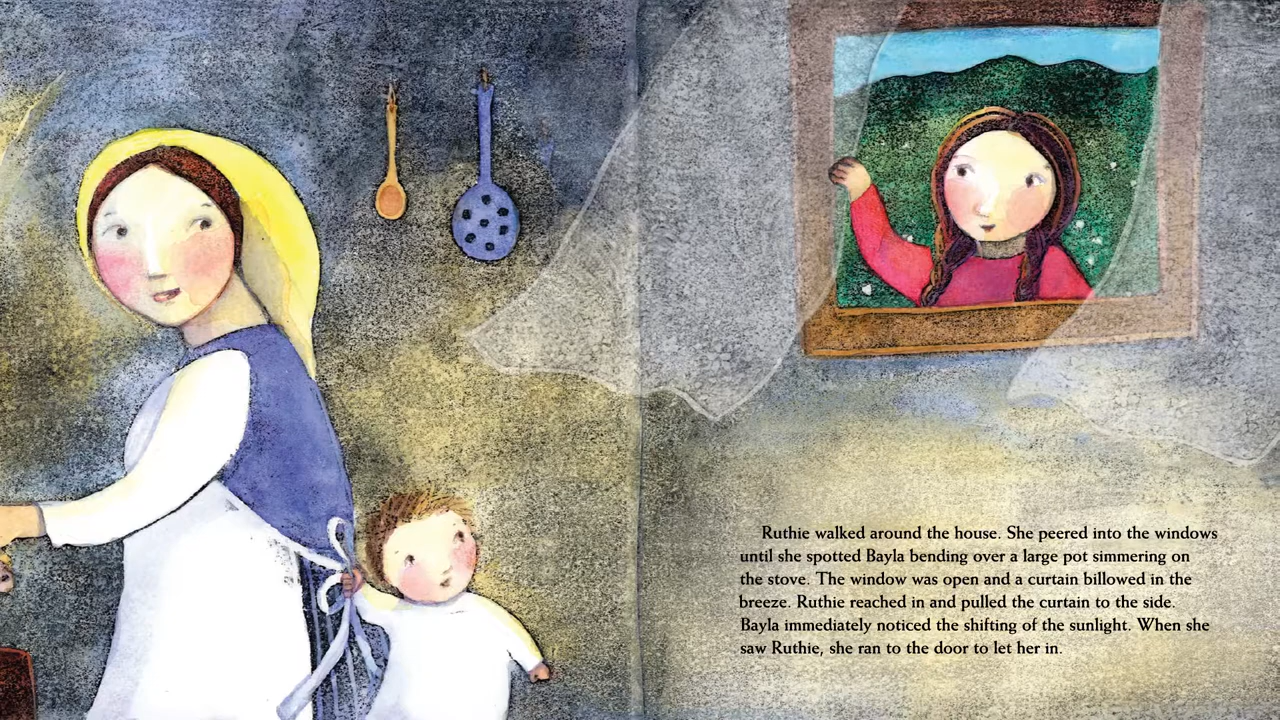 Ruthie walked around the house. She peered into the windows
until she spotted Bayla bending over a large pot simmering on
the stove. The window was open and a curtain billowed in the
breeze. Ruthie reached in and pulled the curtain to the side.
Bayla immediately noticed the shifting of the sunlight. When she
saw Ruthie, she ran to the door to let her in.